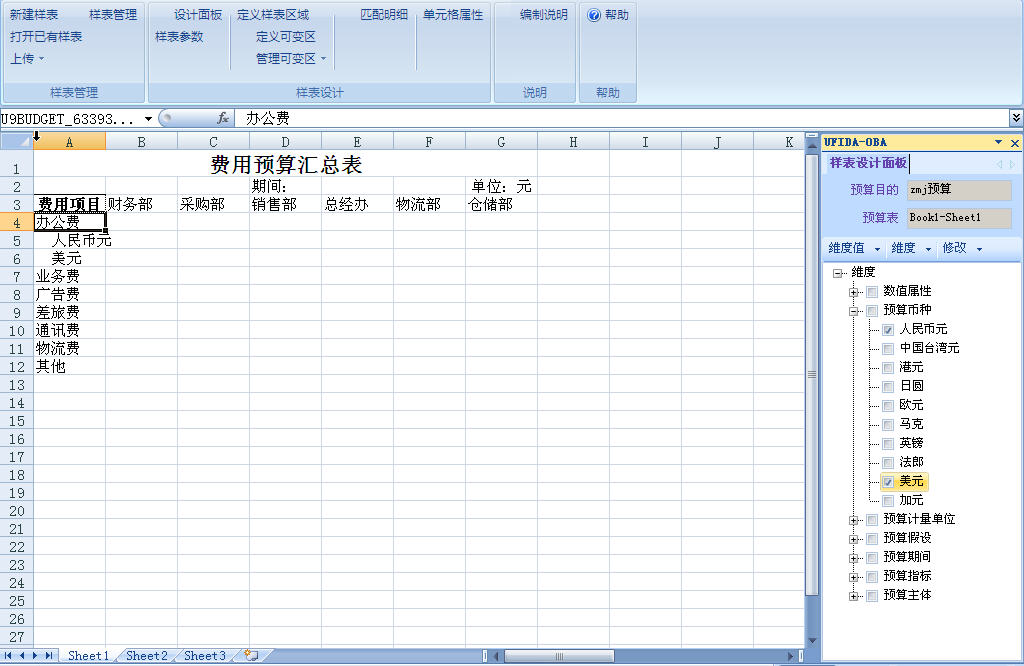 新建样表 样表管理 设计面板 定义样表区域 匹配明细 单元格属性 编制说明 帮助
打开已有样表 样表参数 定义可变区
上传 管理可变区
样表管理 样表设计 说明 帮助
U9BUDGET_63393... fx 办公费
A B C D E F G H I J K
1 费用预算汇总表
2 期间: 单位: 元
3 费用项目 财务部 采购部 销售部 总经办 物流部 仓储部
4 办公费
5 人民币元
6 美元
7 业务费
8 广告费
9 差旅费
10 通讯费
11 物流费
12 其他
13
14
15
16
17
18
19
20
21
22
23
24
25
26
27
Sheet1 Sheet2 Sheet3
UFIDA-OBA
样表设计面板
预算目的 zmj预算
预算表 Book1-Sheet1
维度值 维度 修改
维度
数值属性
预算币种
人民币元
中国台湾元
港元
日圆
欧元
马克
英镑
法郎
美元
加元
预算计量单位
预算假设
预算期间
预算指标
预算主体